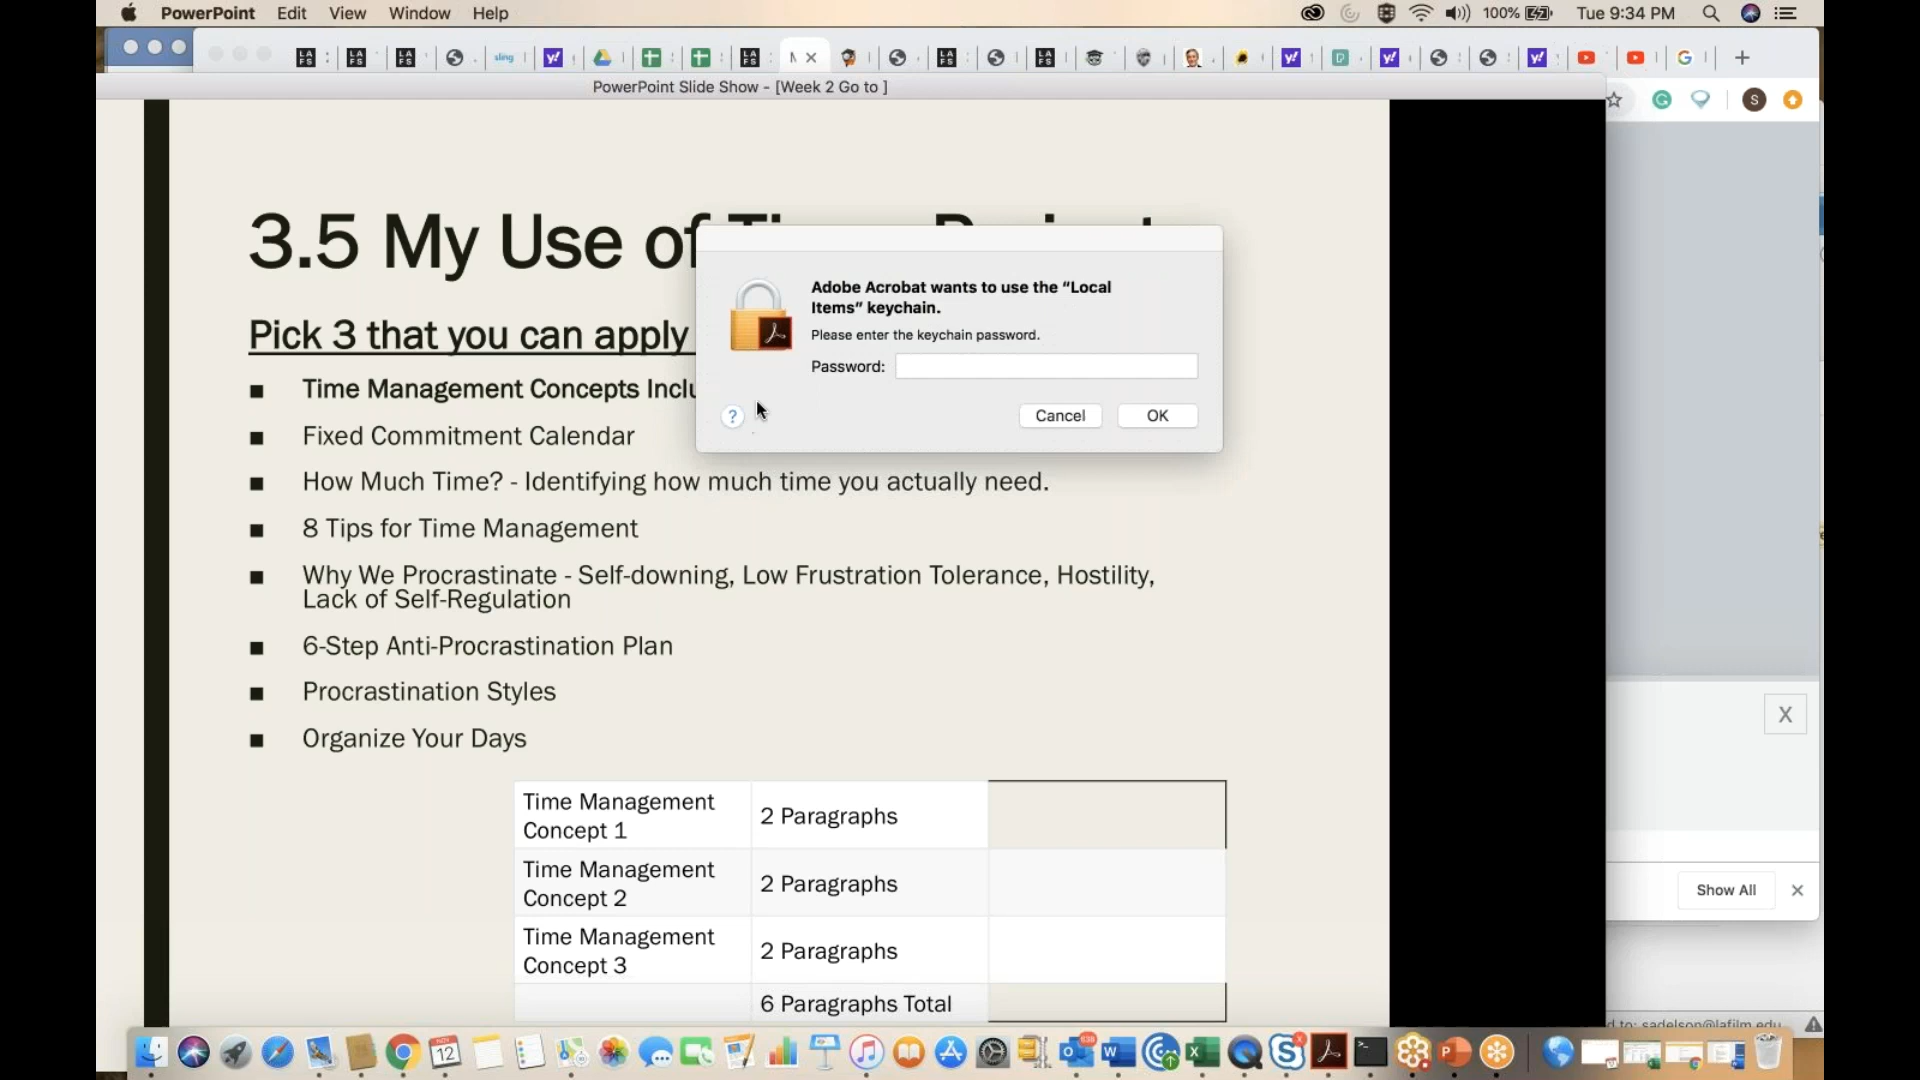 PowerPoint Edit View Window Help 100% Tue 9:34 PM
sling
PowerPoint Slide Show - [Week 2 Go to ]
3.5 My Use of
Pick 3 that you can apply
Adobe Acrobat wants to use the “Local
Items” keychain.
Please enter the keychain password.
Password:
? Cancel OK
■ Time Management Concepts
■ Fixed Commitment Calendar
■ How Much Time? - Identifying how much time you actually need.
■ 8 Tips for Time Management
■ Why We Procrastinate - Self-downing, Low Frustration Tolerance, Hostility,
Lack of Self-Regulation
■ 6-Step Anti-Procrastination Plan
■ Procrastination Styles
■ Organize Your Days
X
Time Management
Concept 1
2 Paragraphs
Time Management
Concept 2
2 Paragraphs
Show All
Time Management
Concept 3
2 Paragraphs
6 Paragraphs Total